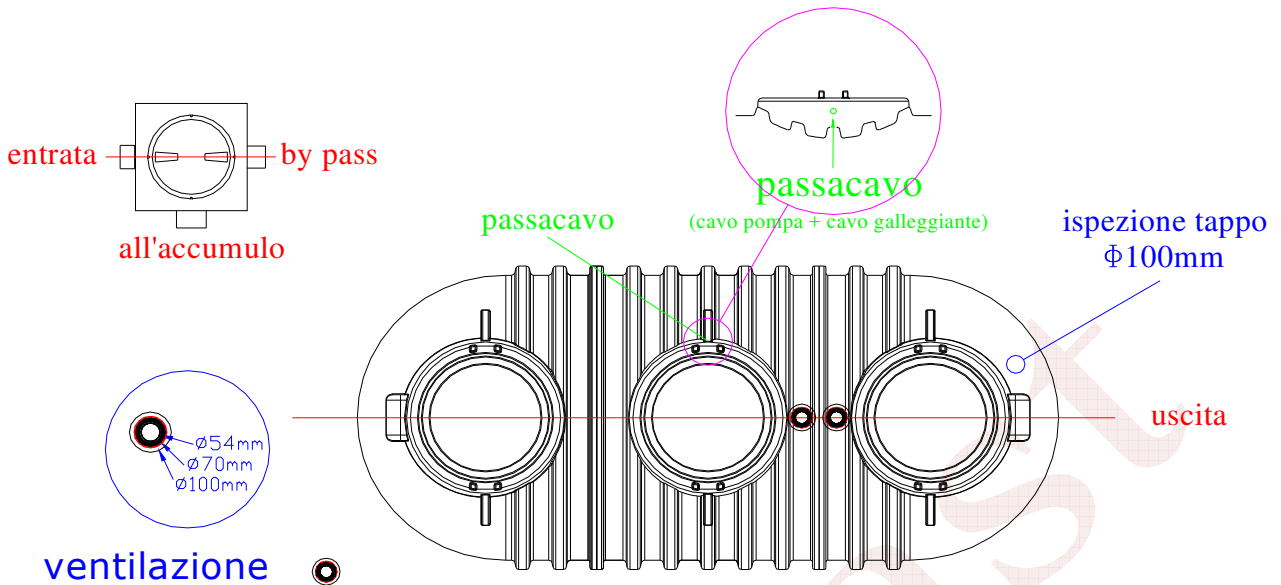 entrata
by pass
all'accumulo
passacavo
passacavo
(cavo pompa + cavo galleggiante)
ispezione tappo
Φ100mm
uscita
Ø54mm
Ø70mm
Ø100mm
ventilazione